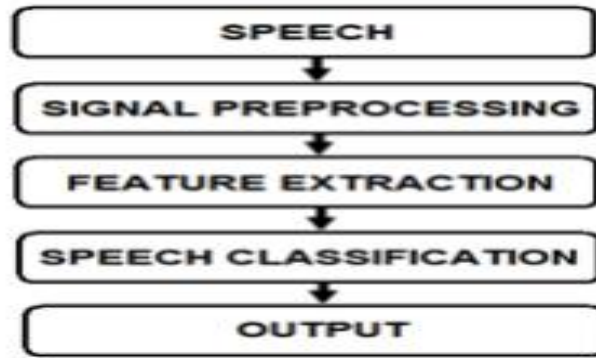 SPEECH
SIGNAL PREPROCESSING
FEATURE EXTRACTION
SPEECH CLASSIFICATION
OUTPUT